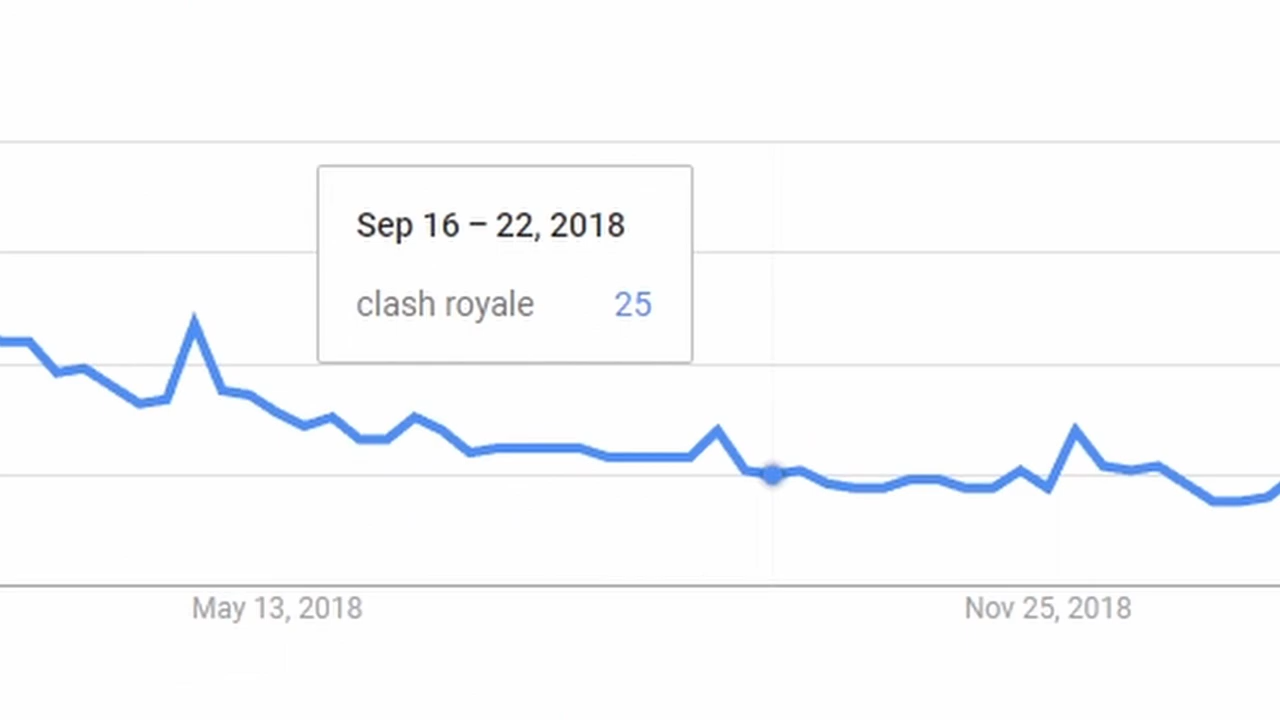 Sep 16 – 22, 2018
clash royale 25
May 13, 2018 Nov 25, 2018